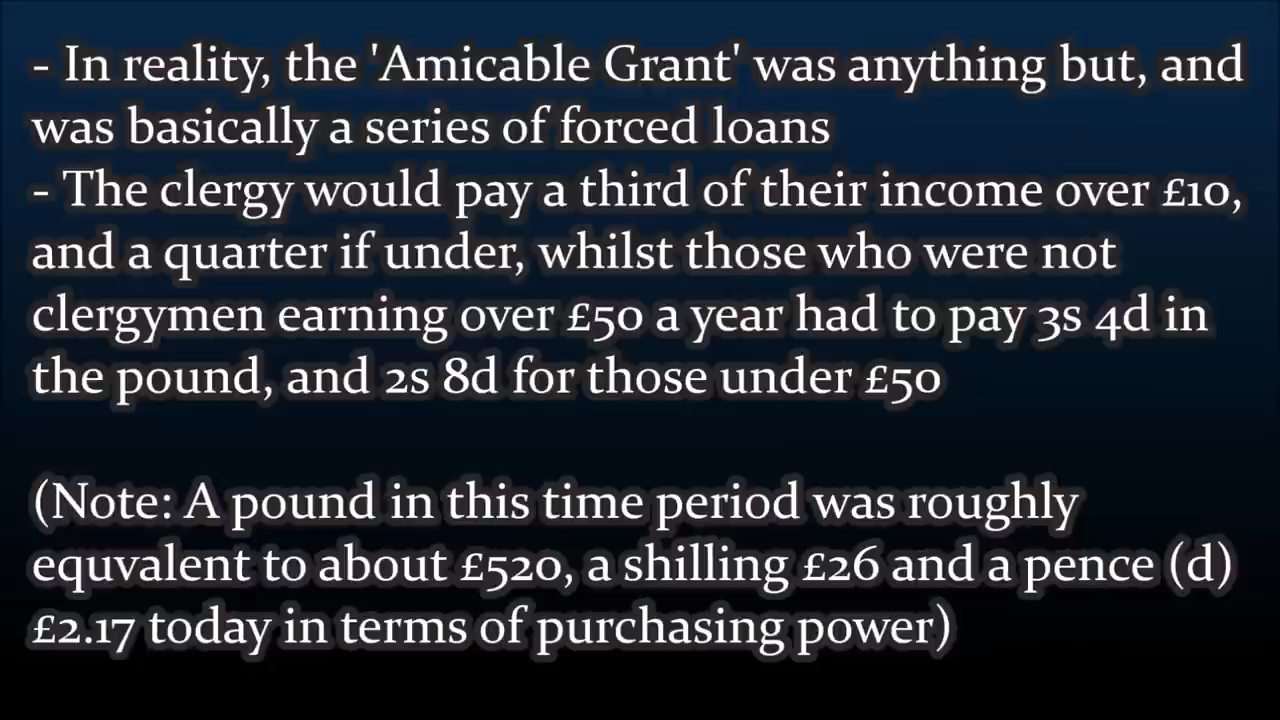 - In reality, the 'Amicable Grant' was anything but, and
was basically a series of forced loans
- The clergy would pay a third of their income over £10,
and a quarter if under, whilst those who were not
clergymen earning over £50 a year had to pay 3s 4d in
the pound, and 2s 8d for those under £50
(Note: A pound in this time period was roughly
equvalent to about £520, a shilling £26 and a pence (d)
£2.17 today in terms of purchasing power)